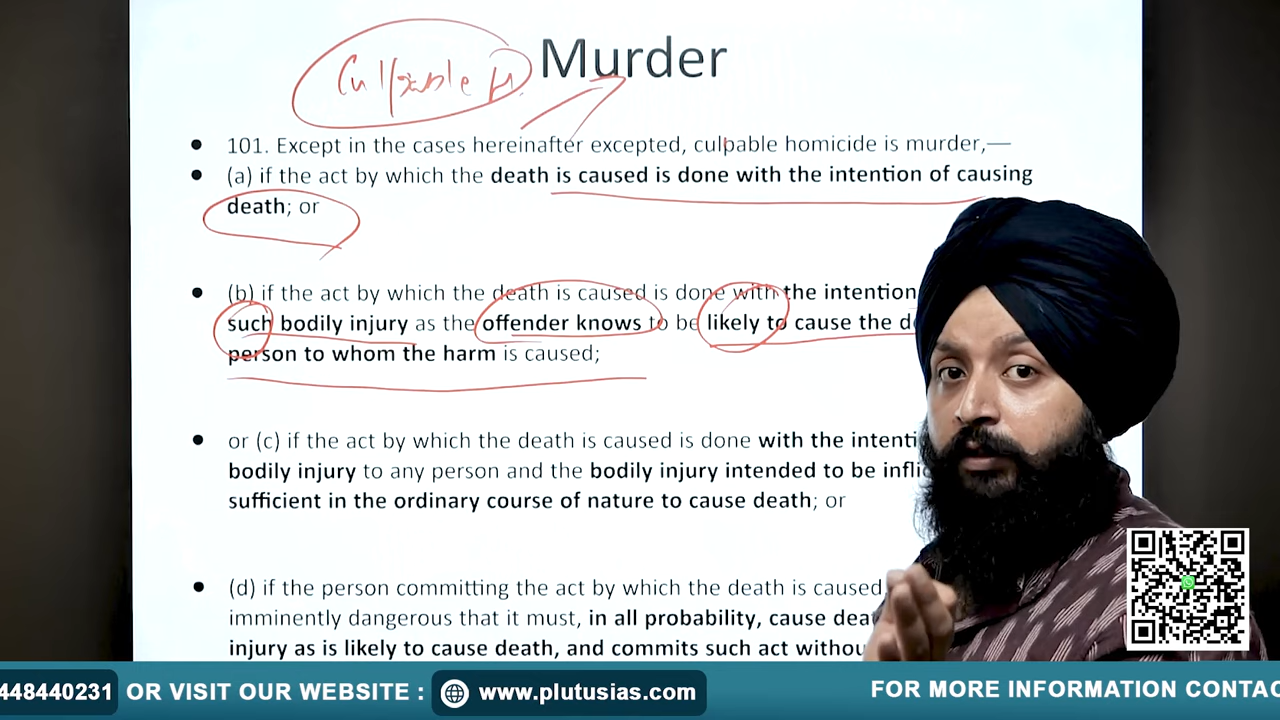 Culpable H.
Murder
• 101. Except in the cases hereinafter excepted, culpable homicide is murder,—
• (a) if the act by which the death is caused is done with the intention of causing
death; or
• (b) if the act by which the death is caused is done with the intention
such bodily injury as the offender knows to be likely to cause the
person to whom the harm is caused;
• or (c) if the act by which the death is caused is done with the
bodily injury to any person and the bodily injury intended to be
sufficient in the ordinary course of nature to cause death; or
• (d) if the person committing the act by which the death is caused
imminently dangerous that it must, in all probability, cause
injury as is likely to cause death, and commits such act
448440231 OR VISIT OUR WEBSITE : www.plutusias.com FOR MORE INFORMATION